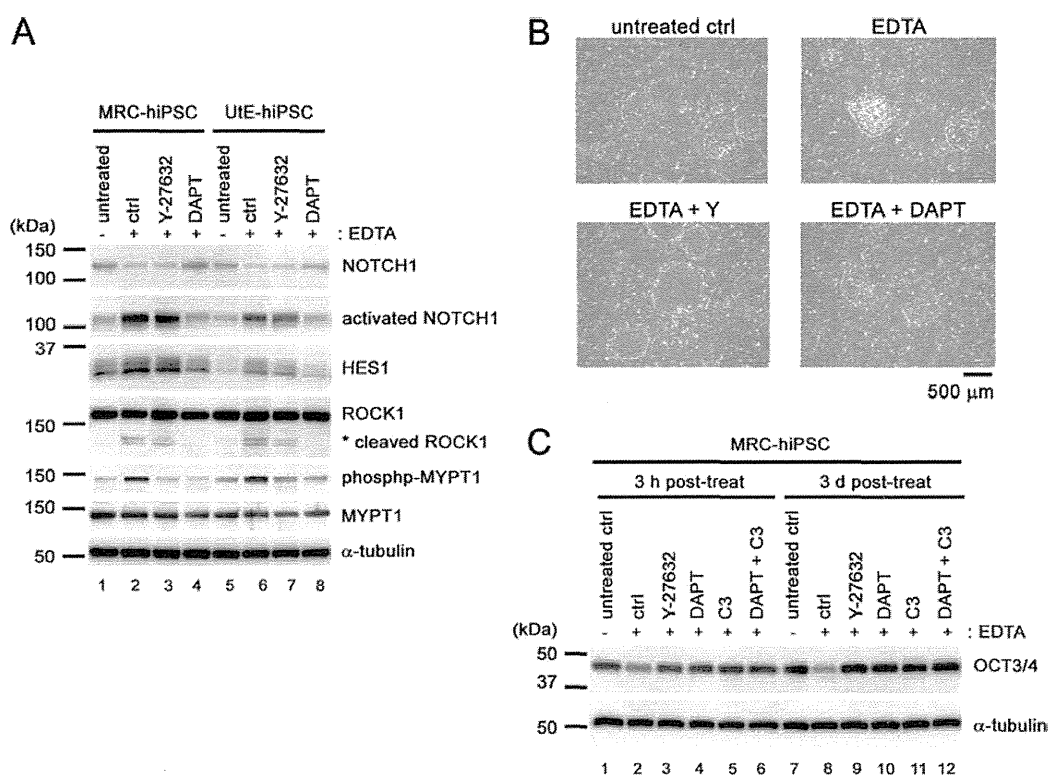 A
MRC-hiPSC UtE-hiPSC
untreated ctrl Y-27632 DAPT untreated ctrl Y-27632 DAPT
(kDa)
- + + + - + + + : EDTA
150
100
NOTCH1
100
activated NOTCH1
37
HES1
ROCK1
150
* cleaved ROCK1
150
phosphp-MYPT1
150
MYPT1
50
α-tubulin
1 2 3 4 5 6 7 8
B
untreated ctrl EDTA
EDTA + Y EDTA + DAPT
500 μm
C
MRC-hiPSC
3 h post-treat 3 d post-treat
untreated ctrl ctrl Y-27632 DAPT C3 DAPT + C3 untreated ctrl ctrl Y-27632 DAPT C3 DAPT + C3
(kDa)
- + + + + + - + + + + + : EDTA
50
37
OCT3/4
50
α-tubulin
1 2 3 4 5 6 7 8 9 10 11 12